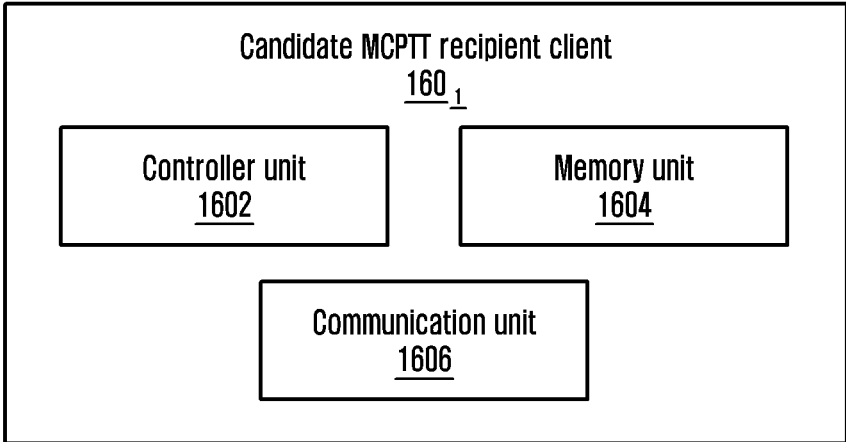 Candidate MCPTT recipient client
160 1
Controller unit
1602
Memory unit
1604
Communication unit
1606